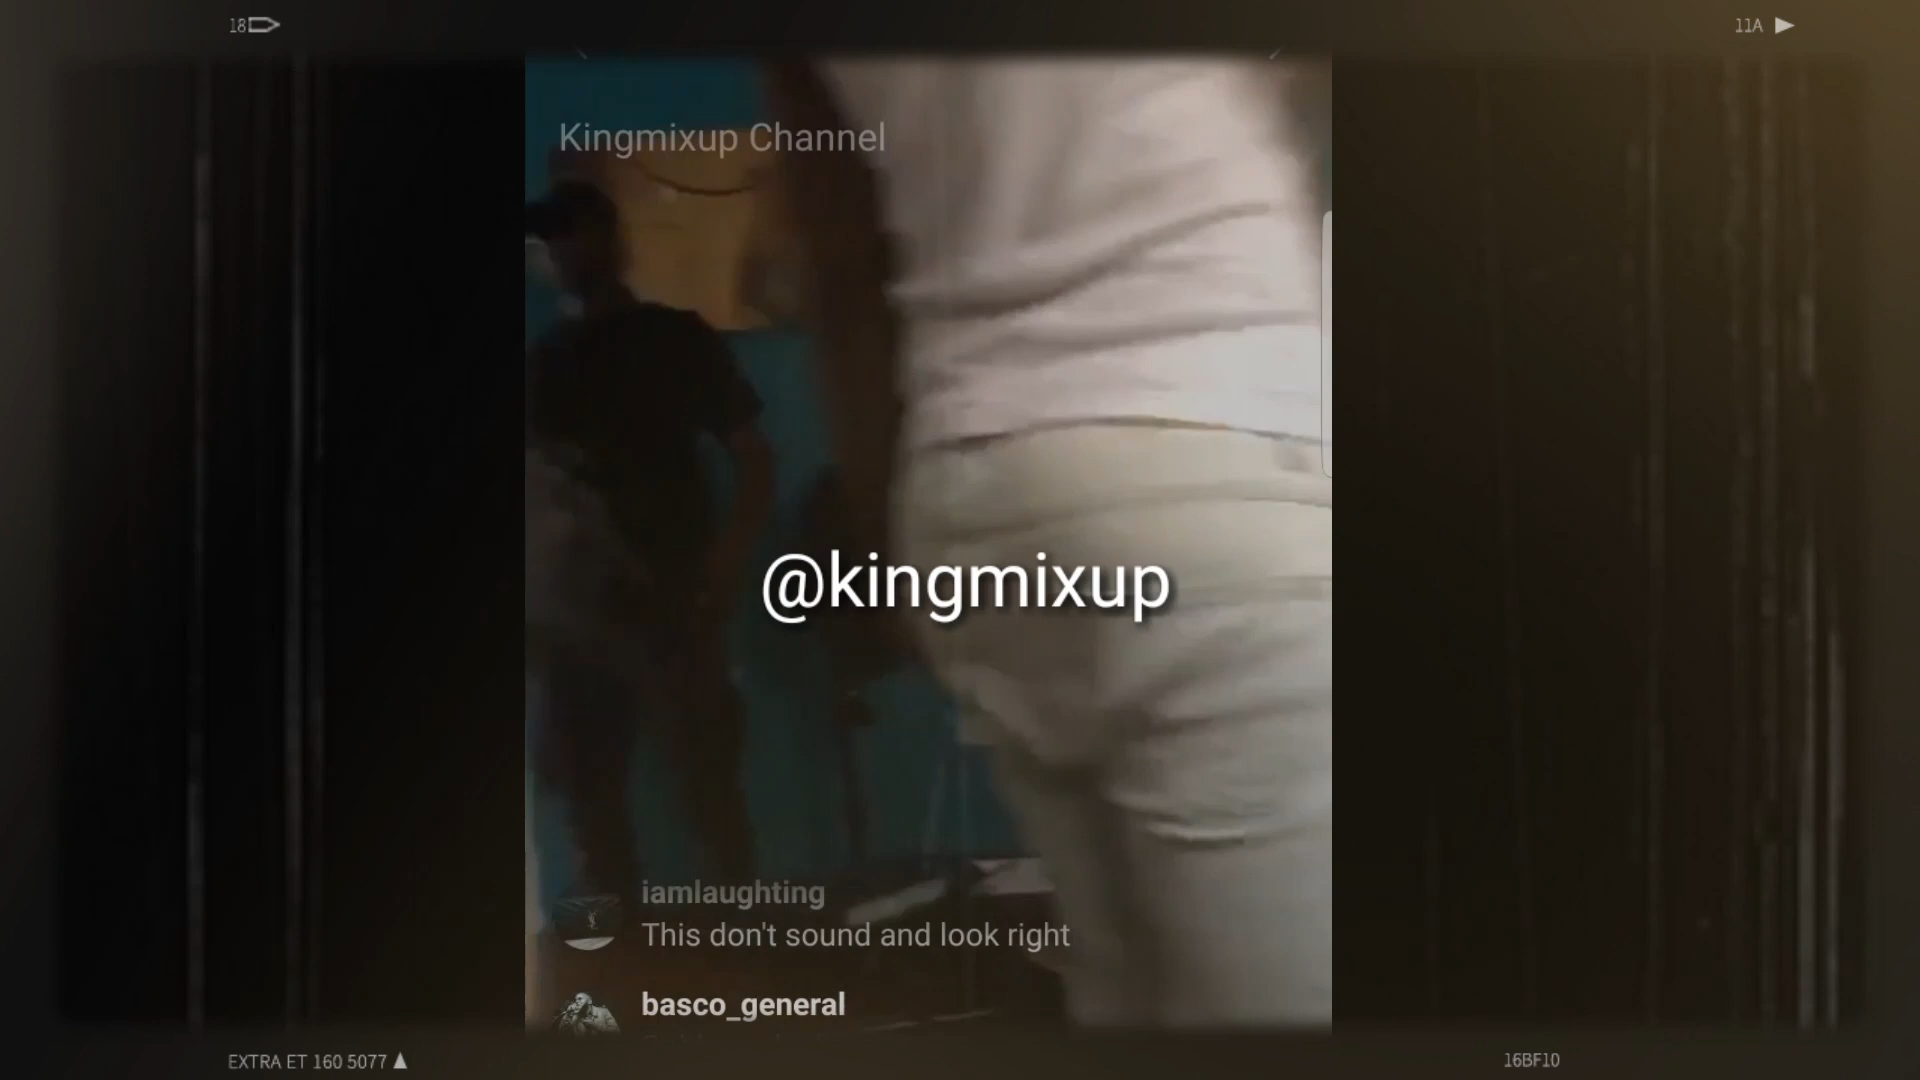 18
11A
Kingmixup Channel
@kingmixup
iamlaughting
This don't sound and look right
basco_general
EXTRA ET 160 5077
16BF10